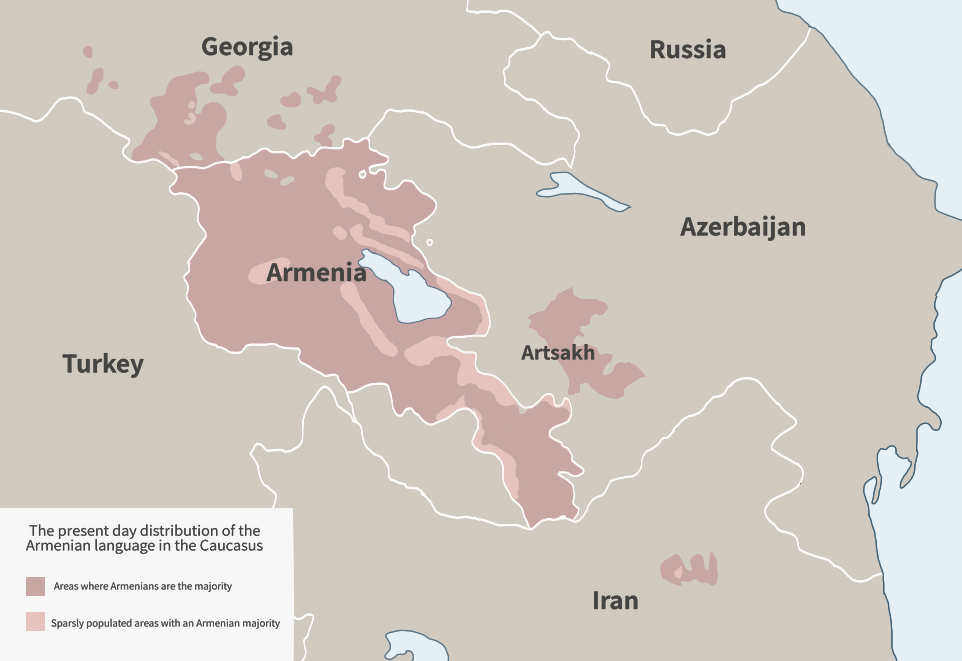 Georgia
Russia
Azerbaijan
Armenia
Artsakh
Turkey
Iran
The present day distribution of the
Armenian language in the Caucasus
Areas where Armenians are the majority
Sparsly populated areas with an Armenian majority